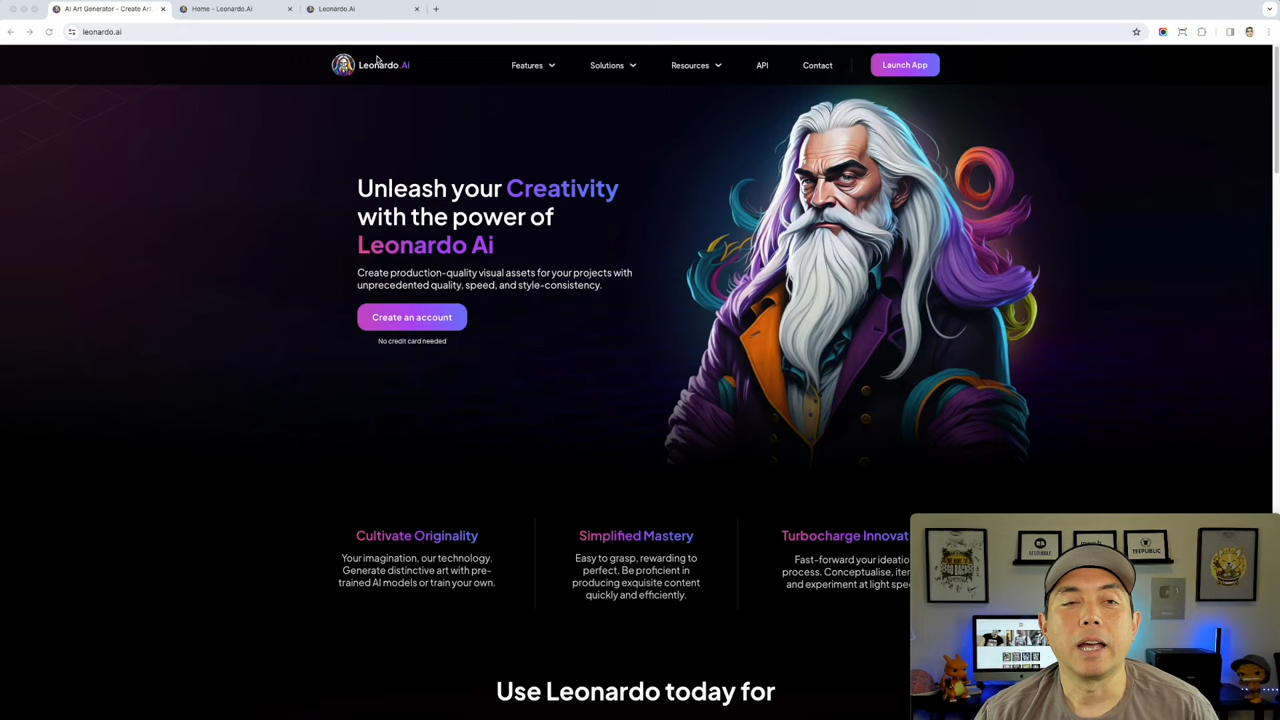 AI Art Generator - Create Art
Home - Leonardo.Ai
Leonardo.Ai
leonardo.ai
Leonardo.Ai
Features
Solutions
Resources
API
Contact
Launch App
Unleash your Creativity
with the power of
Leonardo Ai
Create production-quality visual assets for your projects with
unprecedented quality, speed, and style-consistency.
Create an account
No credit card needed
Cultivate Originality
Your imagination, our technology.
Generate distinctive art with pre-
trained AI models or train your own.
Simplified Mastery
Easy to grasp, rewarding to
perfect. Be proficient in
producing exquisite content
quickly and efficiently.
Turbocharge Innovat
Fast-forward your ideatio
process. Conceptualise, iter
and experiment at light spe
REDBUBBLE
TEEPUBLIC
Use Leonardo today for